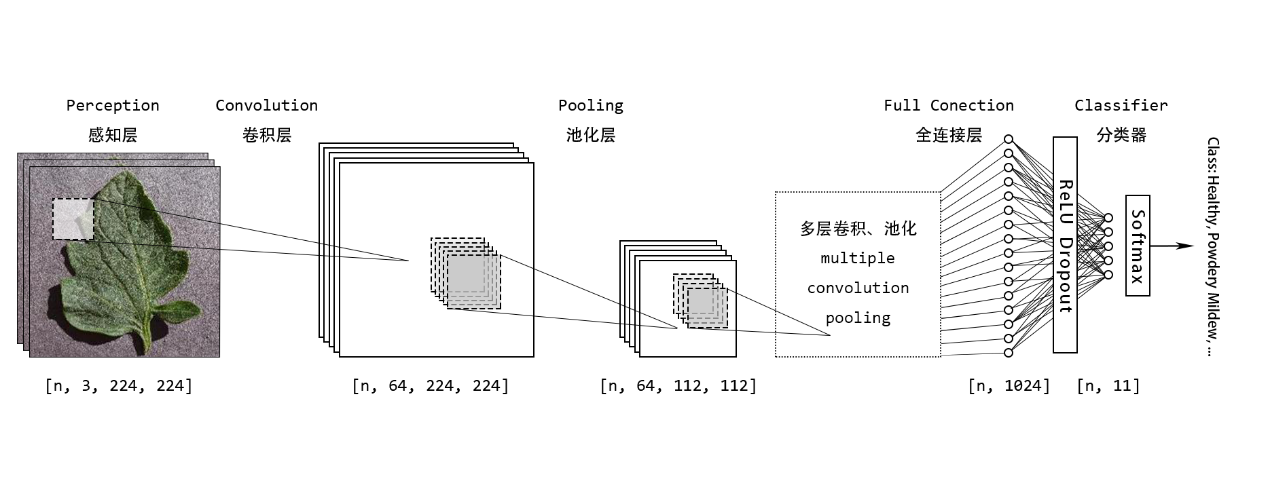 Perception
感知层
Convolution
卷积层
Pooling
池化层
Full Conection
全连接层
Classifier
分类器
多层卷积、池化
multiple
convolution
pooling
ReLU Dropout
Softmax
Class:Healthy, Powdery Mildew, ...
[n, 3, 224, 224]
[n, 64, 224, 224]
[n, 64, 112, 112]
[n, 1024]
[n, 11]